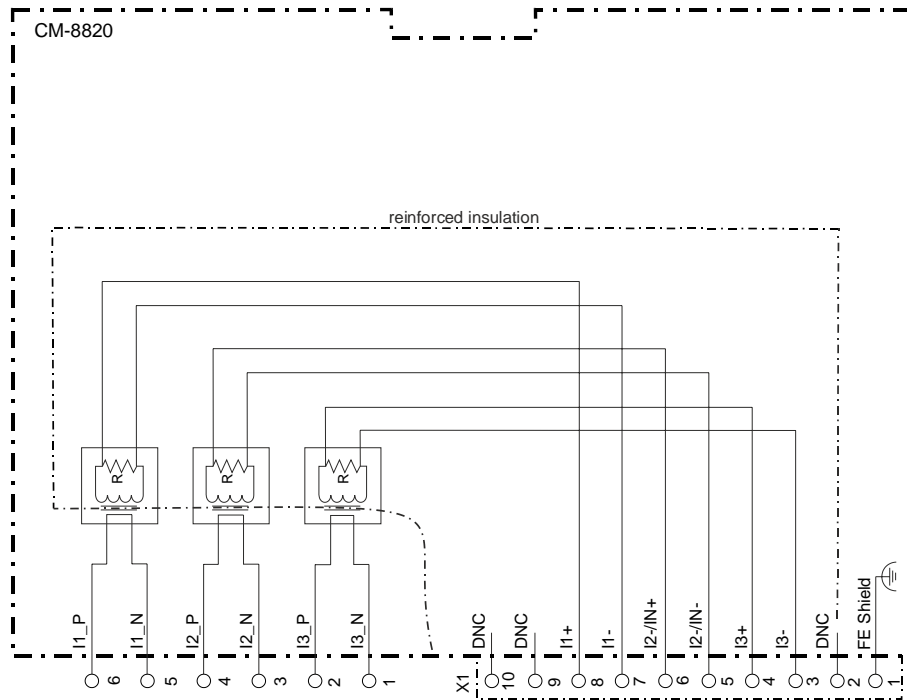 CM-8820
reinforced insulation
R
R
R
I1_P
I1_N
I2_P
I2_N
I3_P
I3_N
DNC
DNC
I1+
I1-
I2-/IN+
I2-/IN-
I3+
I3-
DNC
FE Shield
6
5
4
3
2
1
X1
10
9
8
7
6
5
4
3
2
1